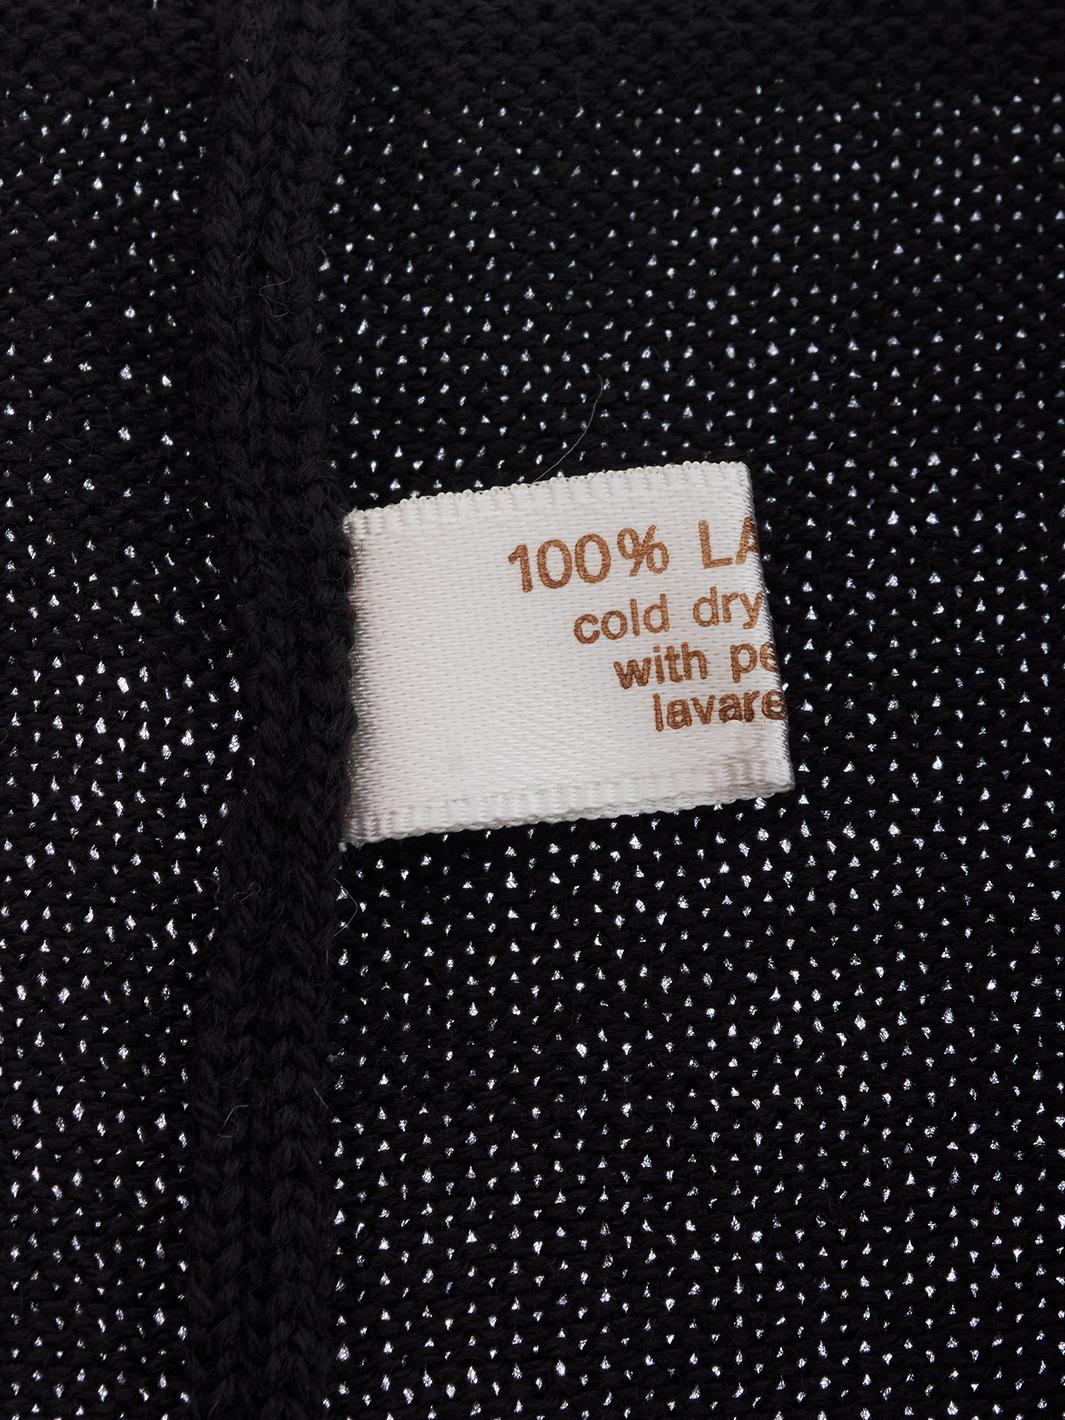 100% LA
cold dry
with pe
lavare